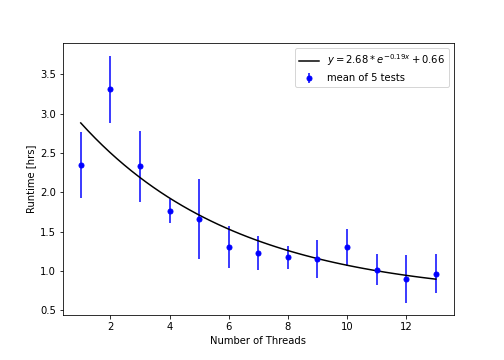 y = 2.68 * e^{-0.19x} + 0.66
mean of 5 tests
3.5
3.0
2.5
2.0
1.5
1.0
0.5
Runtime [hrs]
2 4 6 8 10 12
Number of Threads